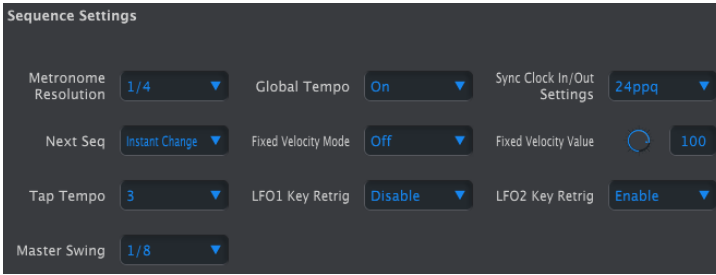 Sequence Settings
Metronome Resolution 1/4 Global Tempo On Sync Clock In/Out Settings 24ppq
Next Seq Instant Change Fixed Velocity Mode Off Fixed Velocity Value 100
Tap Tempo 3 LFO1 Key Retrig Disable LFO2 Key Retrig Enable
Master Swing 1/8